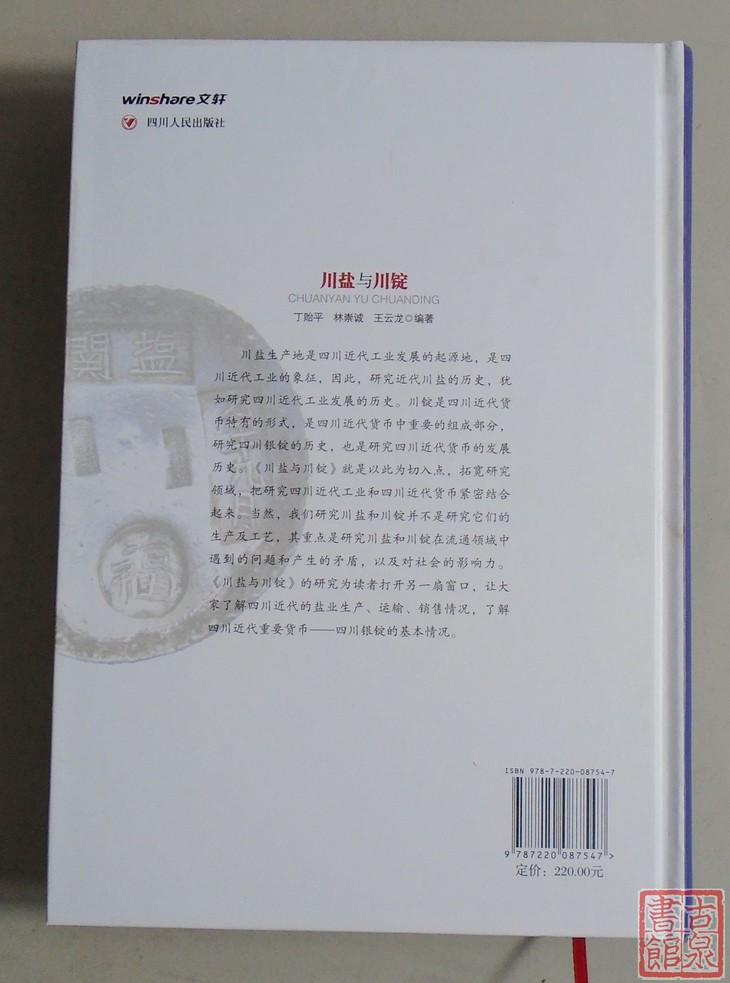 winshare文轩
四川人民出版社
川盐与川锭
CHUANYAN YU CHUANDING
丁贻平 林崇诚 王云龙◎编著
川盐生产地是四川近代工业发展的起源地，是四
川近代工业的象征，因此，研究近代川盐的历史，犹
如研究四川近代工业发展的历史。川锭是四川近代货
币特有的形式，是四川近代货币中重要的组成部分，
研究四川银锭的历史，也是研究四川近代货币的发展
历史。《川盐与川锭》就是以此为切入点，拓宽研究
领域，把研究四川近代工业和四川近代货币紧密结合
起来。当然，我们研究川盐和川锭并不是研究它们的
生产及工艺，其重点是研究川盐和川锭在流通领域中
遇到的问题和产生的矛盾，以及对社会的影响力。
《川盐与川锭》的研究为读者打开另一扇窗口，让大
家了解四川近代的盐业生产、运输、销售情况，了解
四川近代重要货币——四川银锭的基本情况。
關盐
福
ISBN 978-7-220-08754-7
9 787220 087547 >
定价：220.00元
古泉
書館